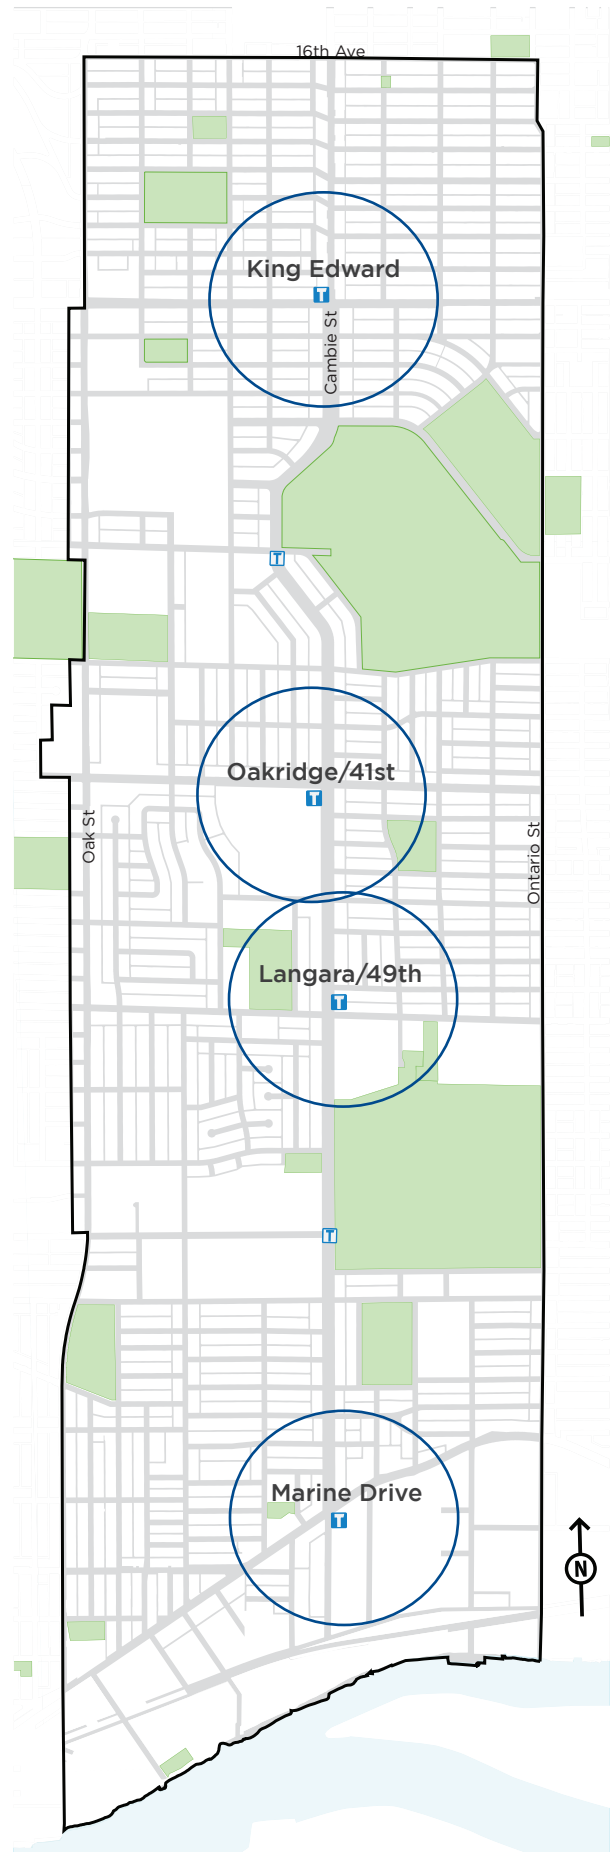 16th Ave
King Edward
T
Cambie St
T
Oakridge/41st
T
Oak St
Ontario St
Langara/49th
T
T
Marine Drive
T
N